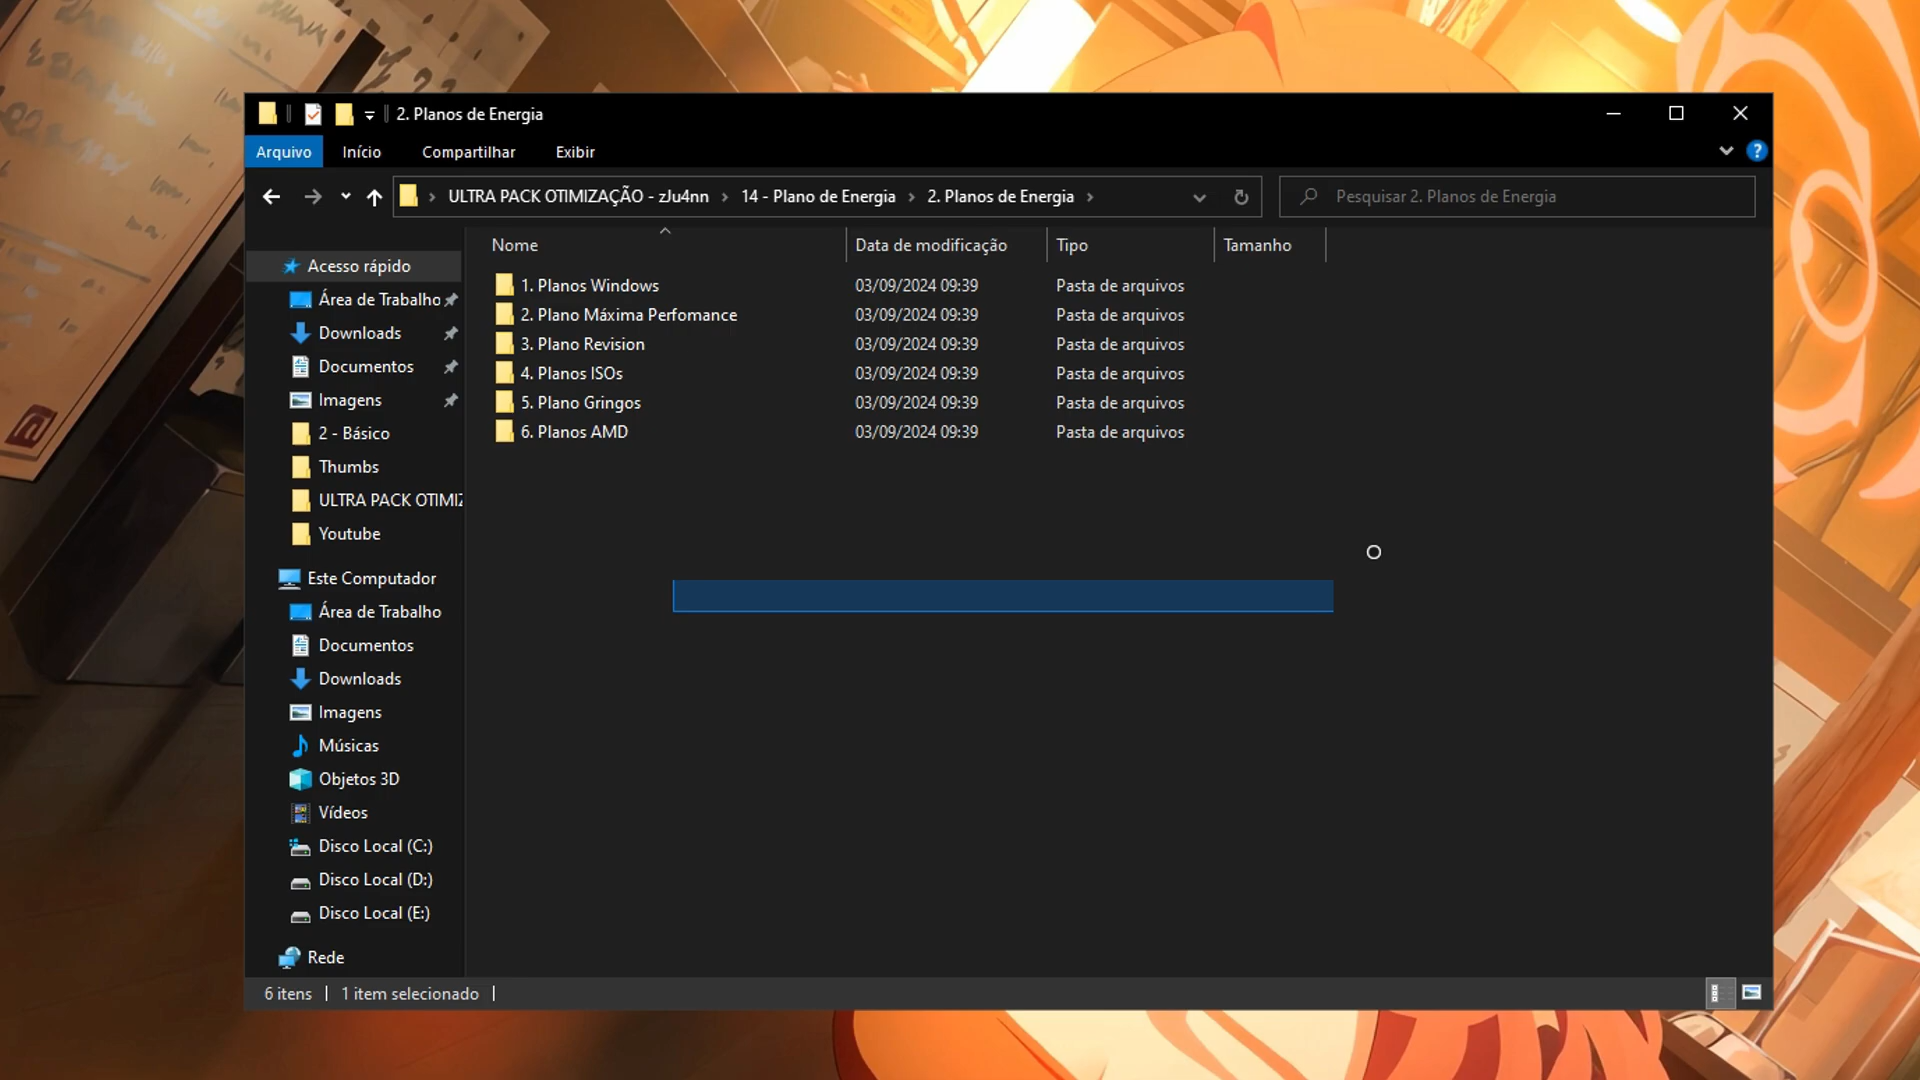 2. Planos de Energia
Arquivo Início Compartilhar Exibir
ULTRA PACK OTIMIZAÇÃO - zJu4nn 14 - Plano de Energia 2. Planos de Energia Pesquisar 2. Planos de Energia
Nome Data de modificação Tipo Tamanho
1. Planos Windows 03/09/2024 09:39 Pasta de arquivos
2. Plano Máxima Perfomance 03/09/2024 09:39 Pasta de arquivos
3. Plano Revision 03/09/2024 09:39 Pasta de arquivos
4. Planos ISOs 03/09/2024 09:39 Pasta de arquivos
5. Plano Gringos 03/09/2024 09:39 Pasta de arquivos
6. Planos AMD 03/09/2024 09:39 Pasta de arquivos
Acesso rápido
Área de Trabalho
Downloads
Documentos
Imagens
2 - Básico
Thumbs
ULTRA PACK OTIMIZ
Youtube
Este Computador
Área de Trabalho
Documentos
Downloads
Imagens
Músicas
Objetos 3D
Vídeos
Disco Local (C:)
Disco Local (D:)
Disco Local (E:)
Rede
6 itens 1 item selecionado